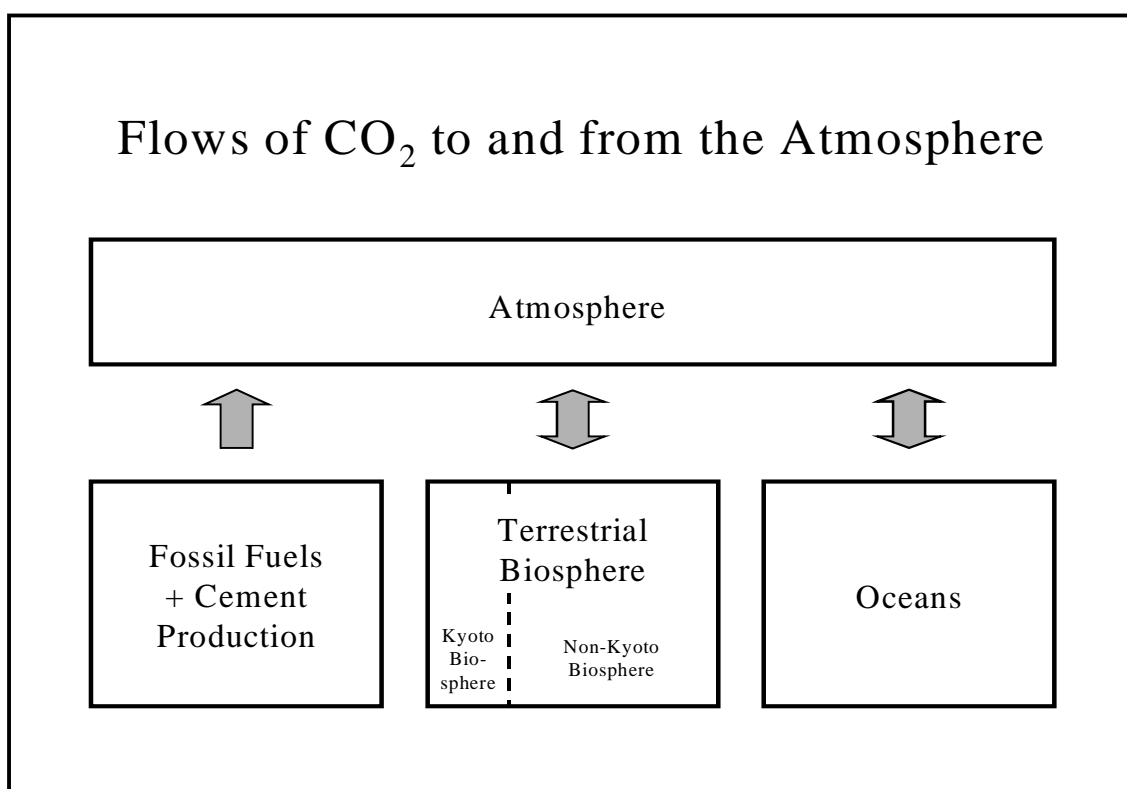 Flows of CO₂ to and from the Atmosphere
Atmosphere
Fossil Fuels
+ Cement
Production
Terrestrial
Biosphere
Kyoto
Bio-
sphere
Non-Kyoto
Biosphere
Oceans